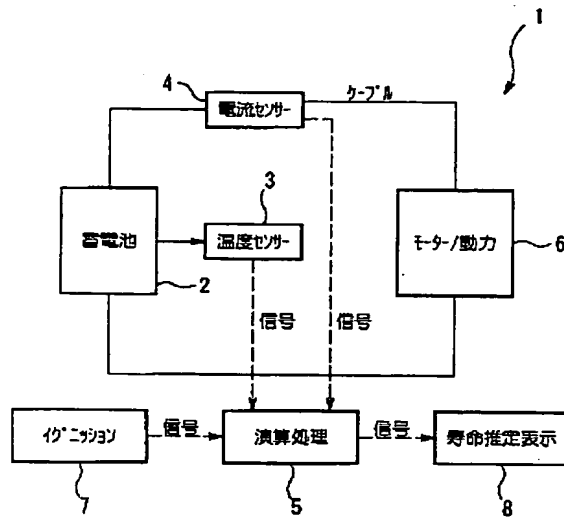 1
4
電流センサー
ケーブル
3
蓄電池
温度センサー
モーター/動力
2
6
信号
信号
イグニッション
信号
演算処理
信号
寿命推定表示
7
5
8